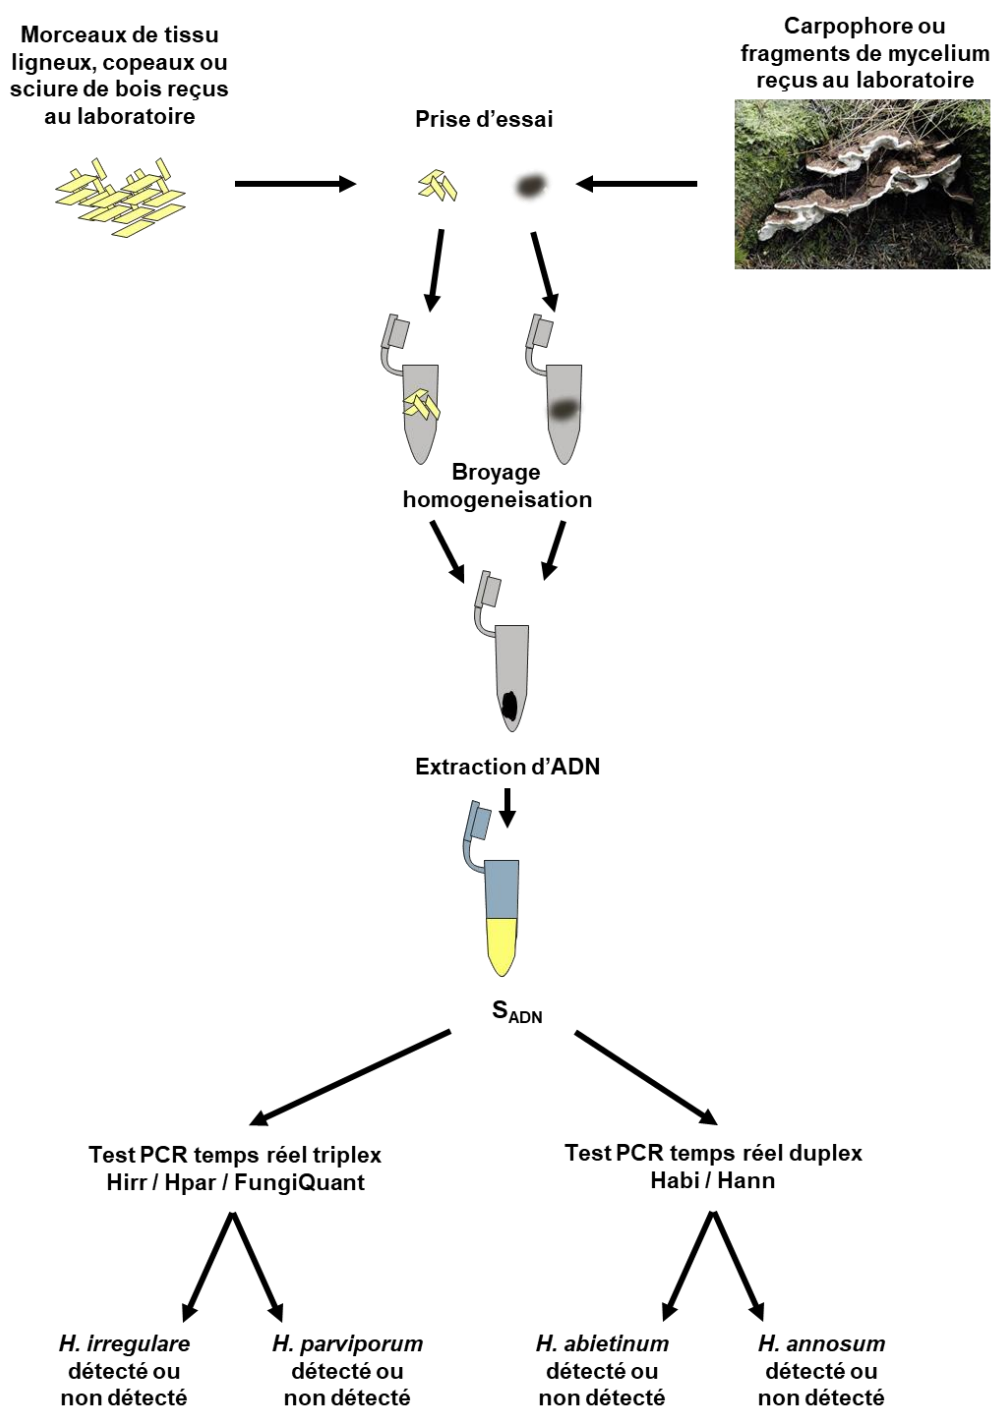 Morceaux de tissu
ligneux, copeaux ou
sciure de bois reçus
au laboratoire
Prise d’essai
Carpophore ou
fragments de mycelium
reçus au laboratoire
Broyage
homogeneisation
Extraction d’ADN
SADN
Test PCR temps réel triplex
Hirr / Hpar / FungiQuant
Test PCR temps réel duplex
Habi / Hann
H. irregulare
détecté ou
non détecté
H. parviporum
détecté ou
non détecté
H. abietinum
détecté ou
non détecté
H. annosum
détecté ou
non détecté